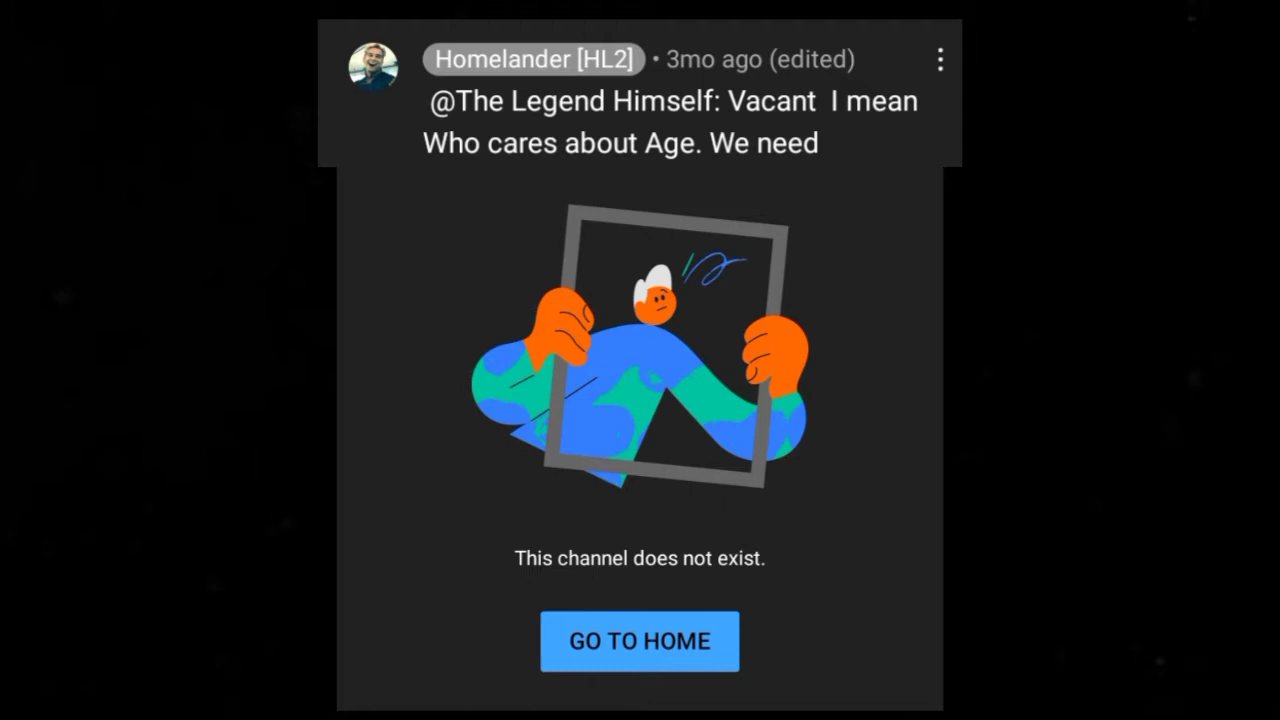 Homelander [HL2] • 3mo ago (edited)
@The Legend Himself: Vacant I mean
Who cares about Age. We need
This channel does not exist.
GO TO HOME